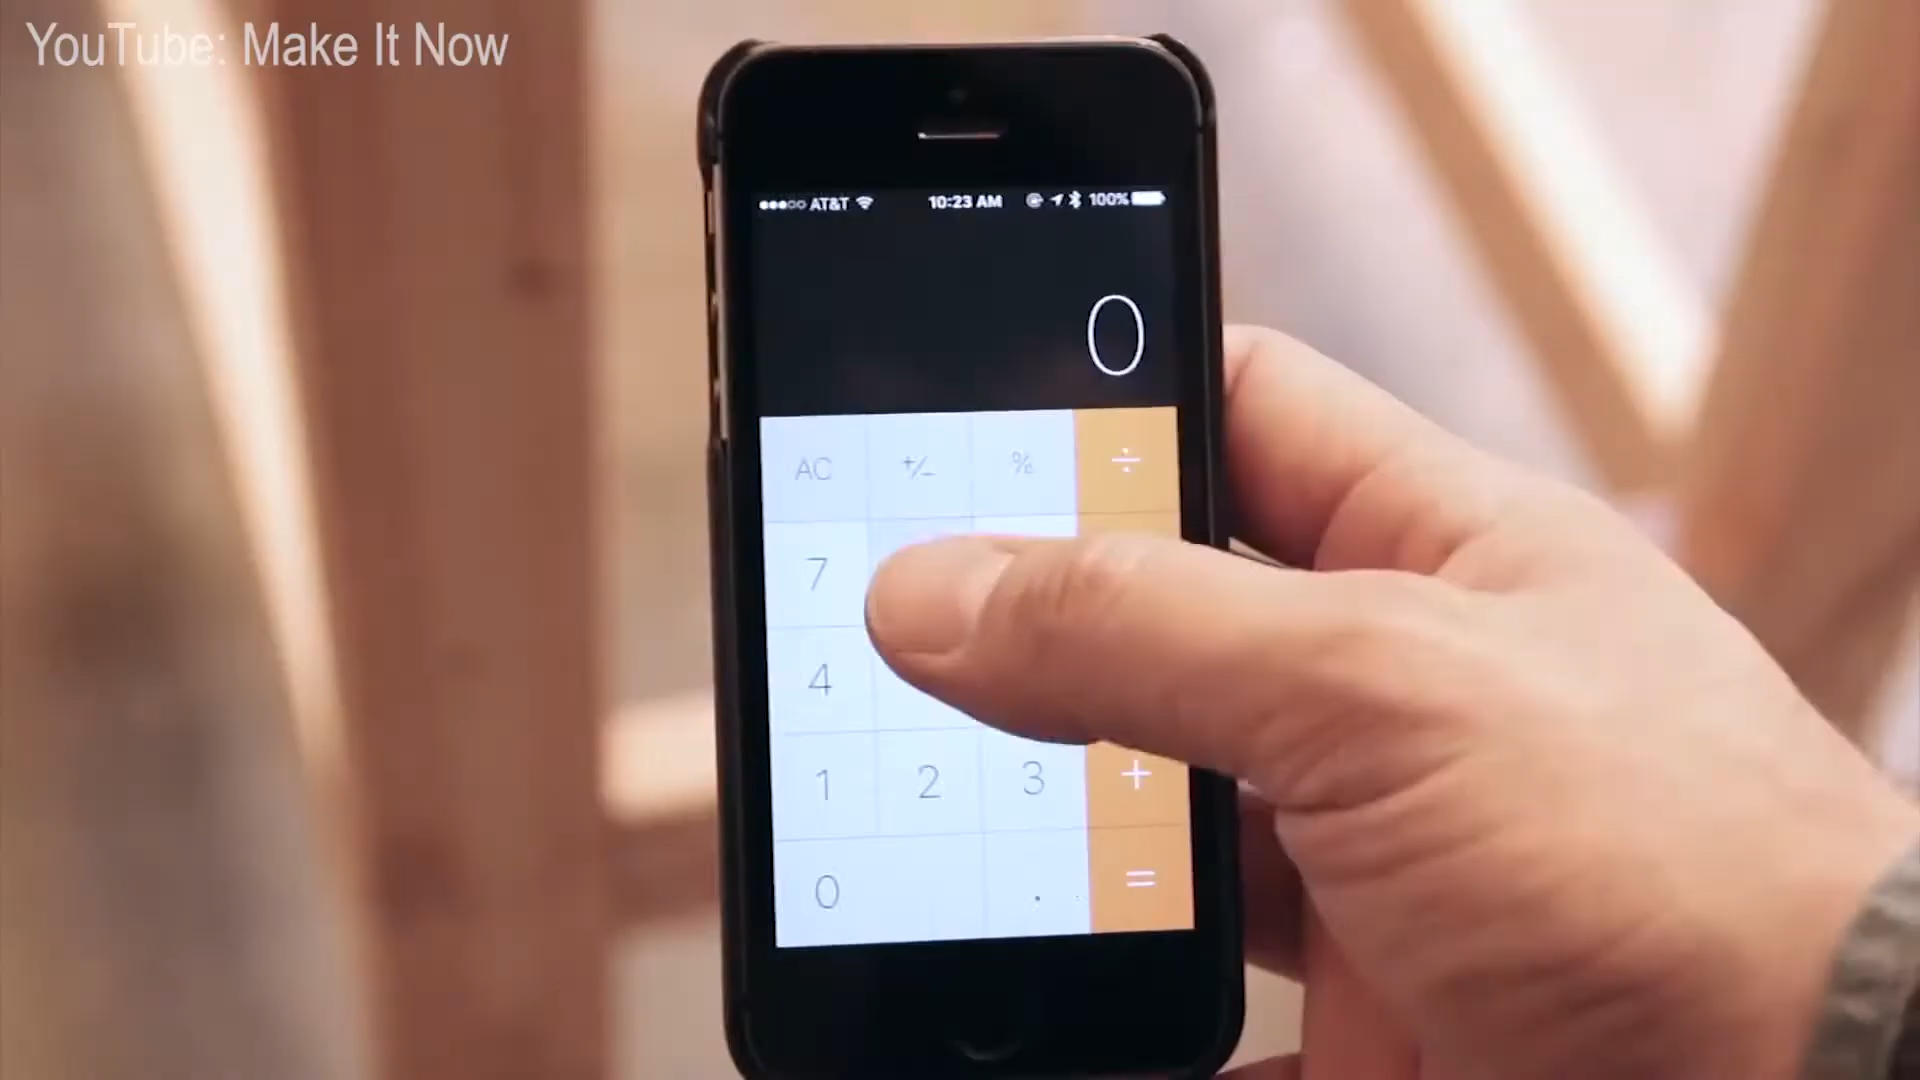 YouTube: Make It Now
AT&T 10:23 AM 100%
0
AC +/- % ÷
7
4
1 2 3 +
0 . =